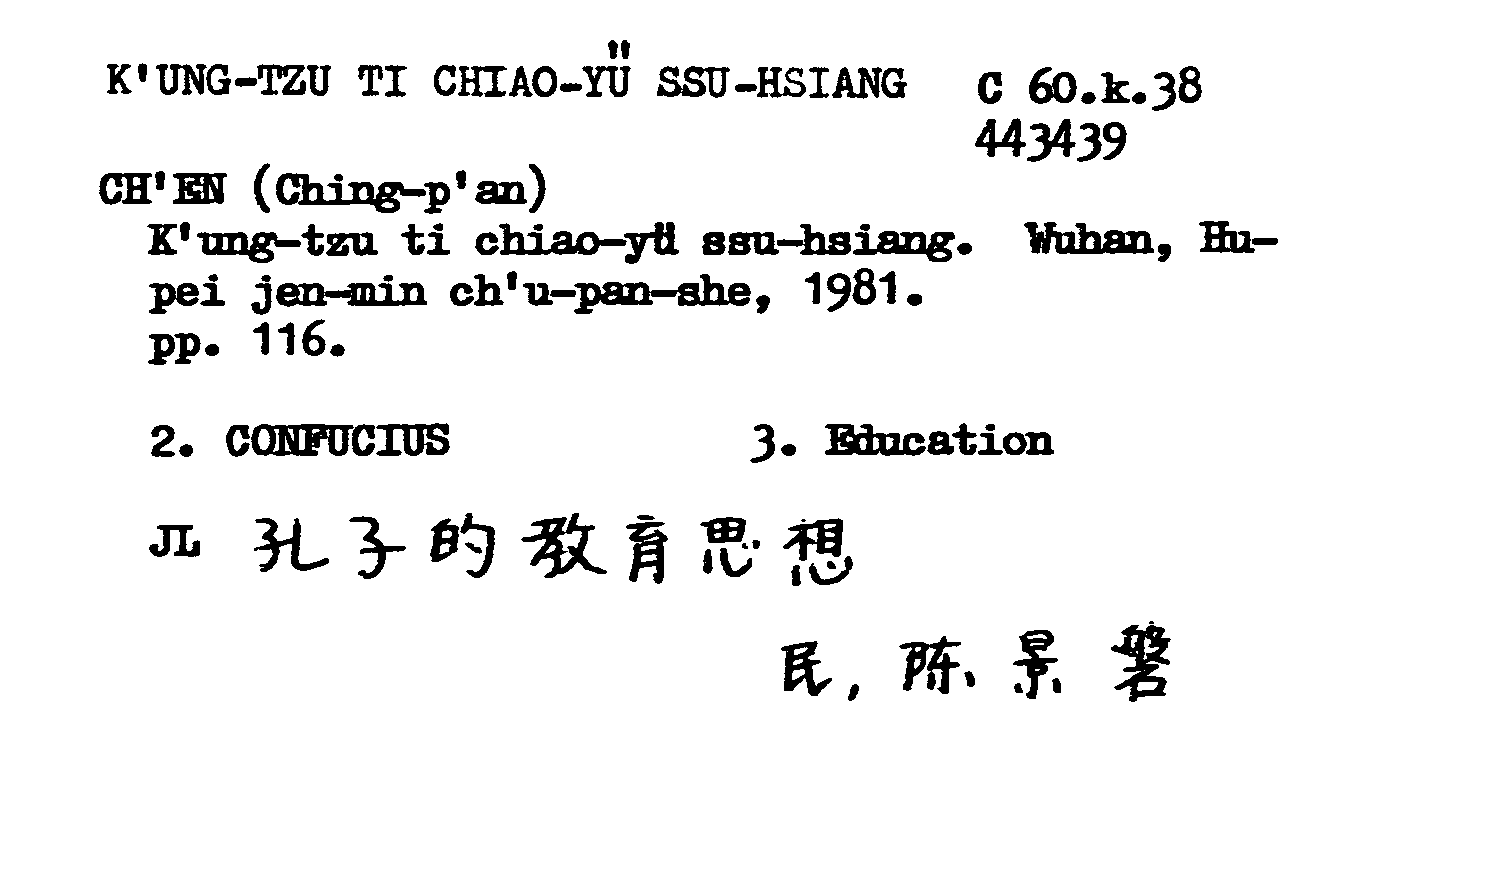 K'UNG-TZU TI CHIAO-YÜ SSU-HSIANG C 60.k.38
443439
CH'EN (Ching-p'an)
K'ung-tzu ti chiao-yü ssu-hsiang. Wuhan, Hu-
pei jen-min ch'u-pan-she, 1981.
pp. 116.
2. CONFUCIUS 3. Education
JL 孔子的教育思想
民, 陈景磐